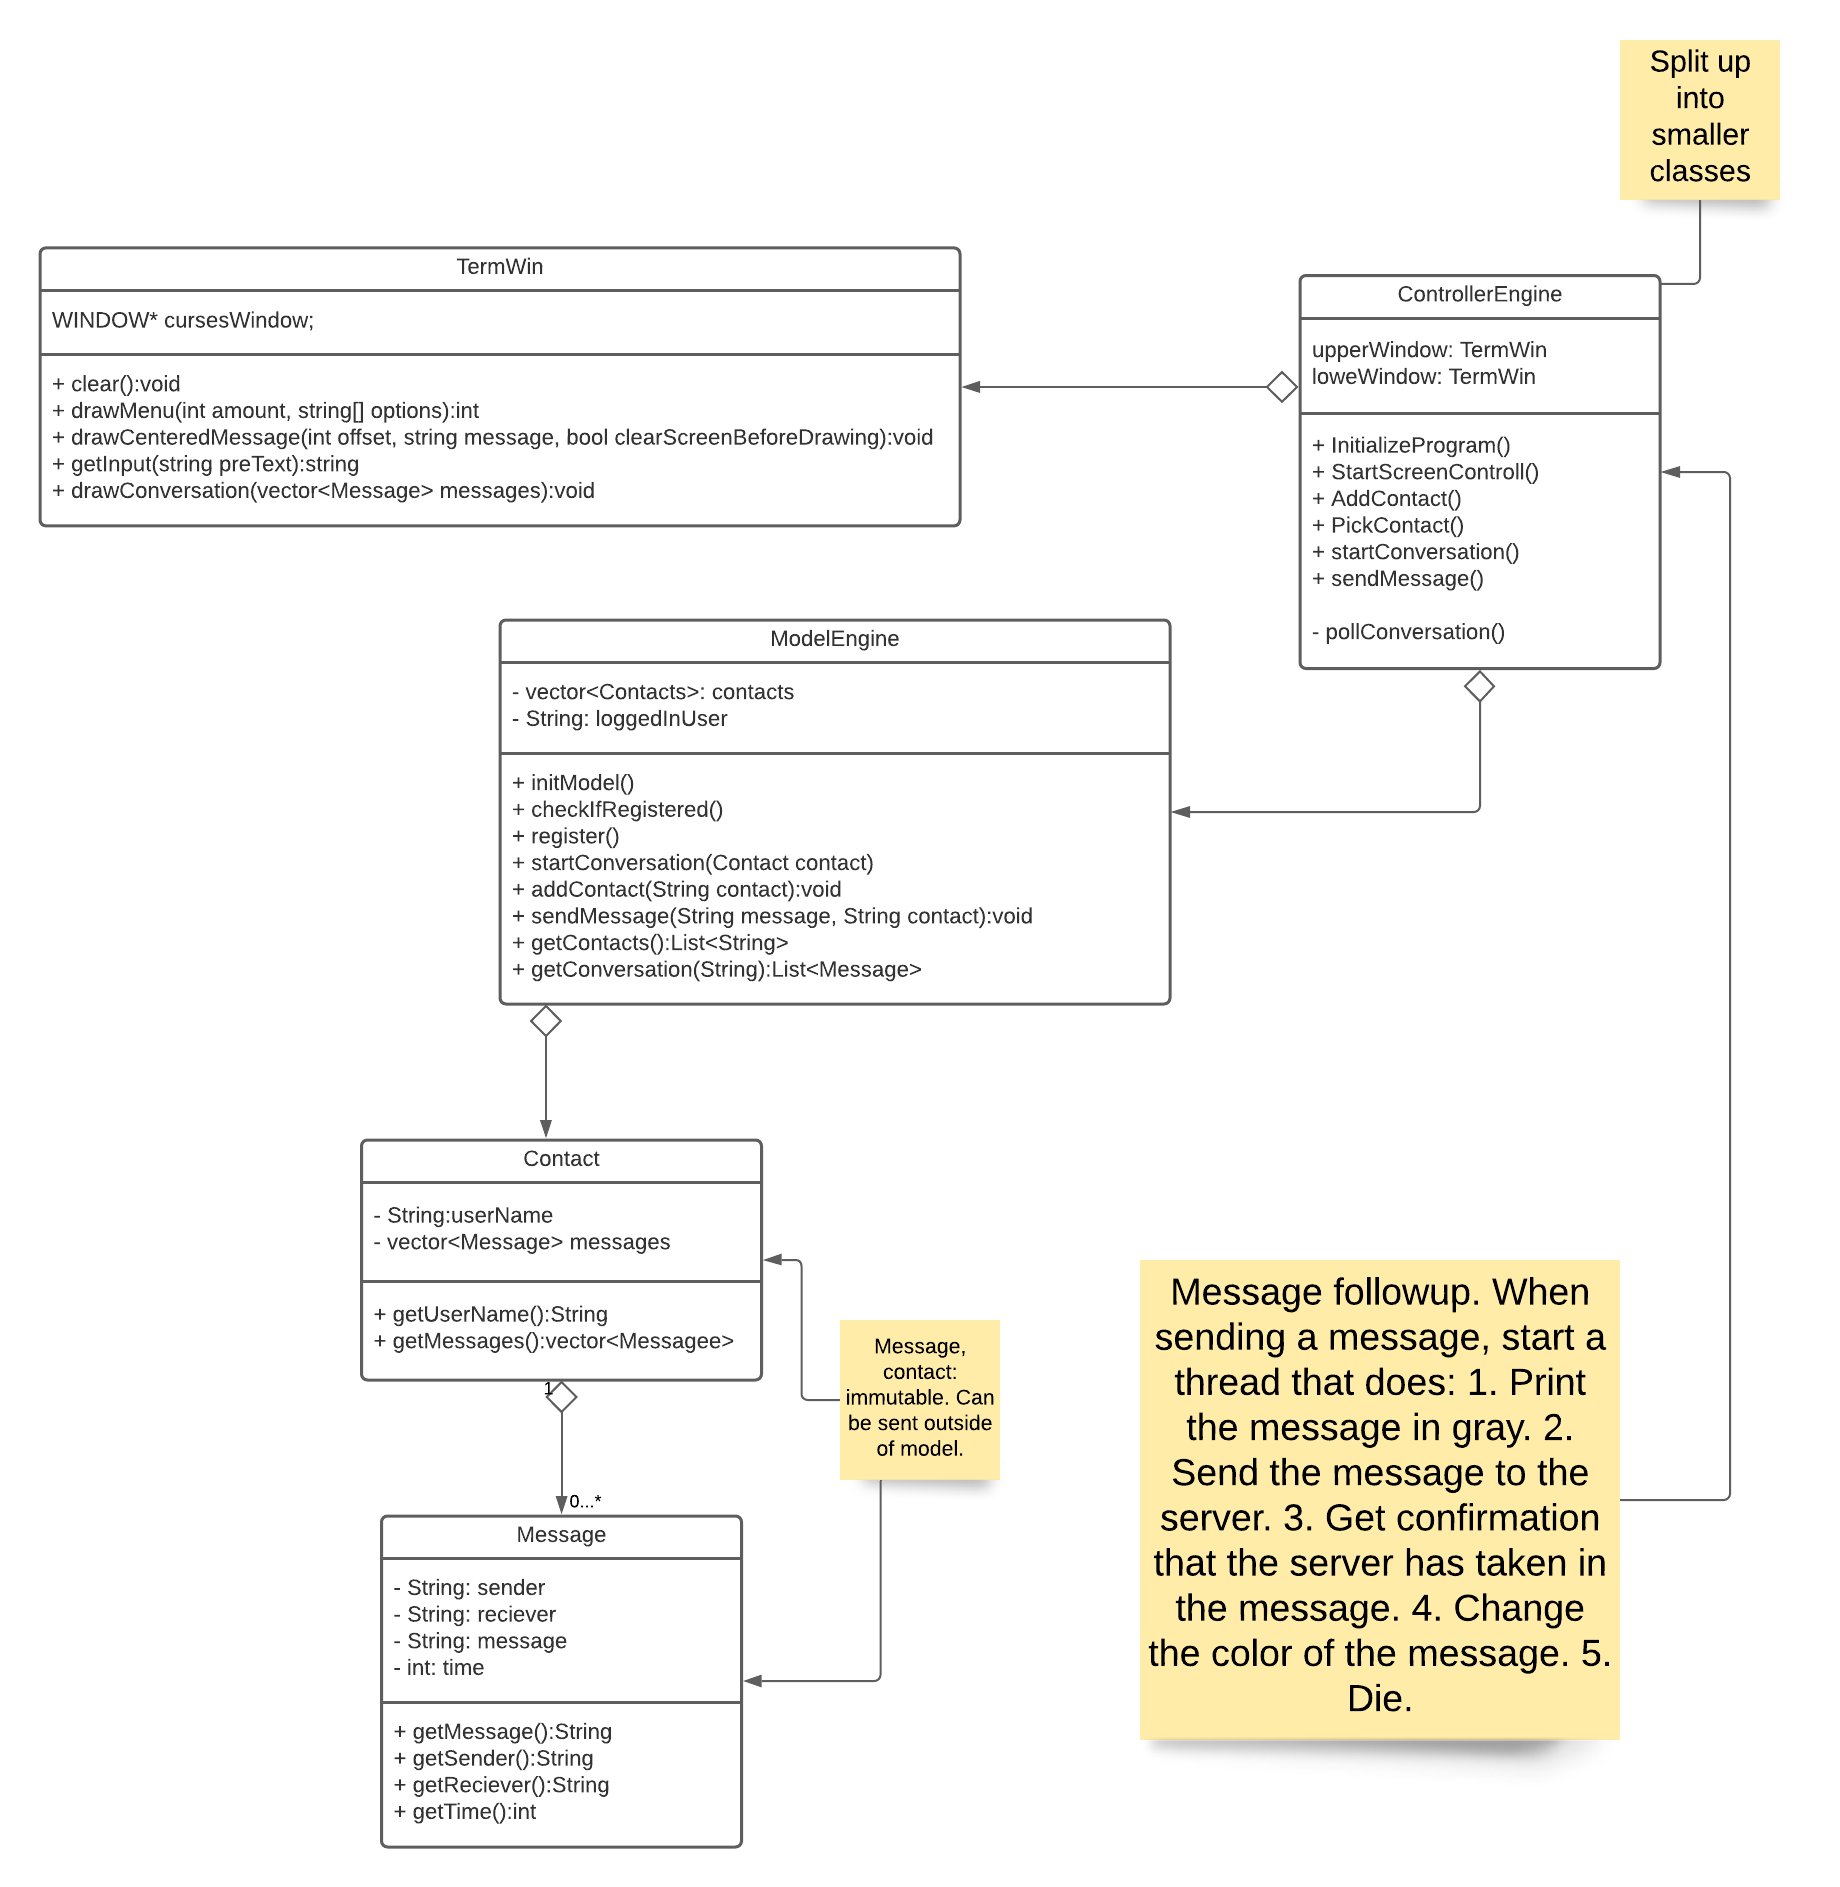 Split up
into
smaller
classes
TermWin
WINDOW* cursesWindow;
+ clear():void
+ drawMenu(int amount, string[] options):int
+ drawCenteredMessage(int offset, string message, bool clearScreenBeforeDrawing):void
+ getInput(string preText):string
+ drawConversation(vector<Message> messages):void
ControllerEngine
upperWindow: TermWin
loweWindow: TermWin
+ InitializeProgram()
+ StartScreenControll()
+ AddContact()
+ PickContact()
+ startConversation()
+ sendMessage()
- pollConversation()
ModelEngine
- vector<Contacts>: contacts
- String: loggedInUser
+ initModel()
+ checkIfRegistered()
+ register()
+ startConversation(Contact contact)
+ addContact(String contact):void
+ sendMessage(String message, String contact):void
+ getContacts():List<String>
+ getConversation(String):List<Message>
Contact
- String:userName
- vector<Message> messages
+ getUserName():String
+ getMessages():vector<Messagee>
1
0...*
Message,
contact:
immutable. Can
be sent outside
of model.
Message followup. When
sending a message, start a
thread that does: 1. Print
the message in gray. 2.
Send the message to the
server. 3. Get confirmation
that the server has taken in
the message. 4. Change
the color of the message. 5.
Die.
Message
- String: sender
- String: reciever
- String: message
- int: time
+ getMessage():String
+ getSender():String
+ getReciever():String
+ getTime():int